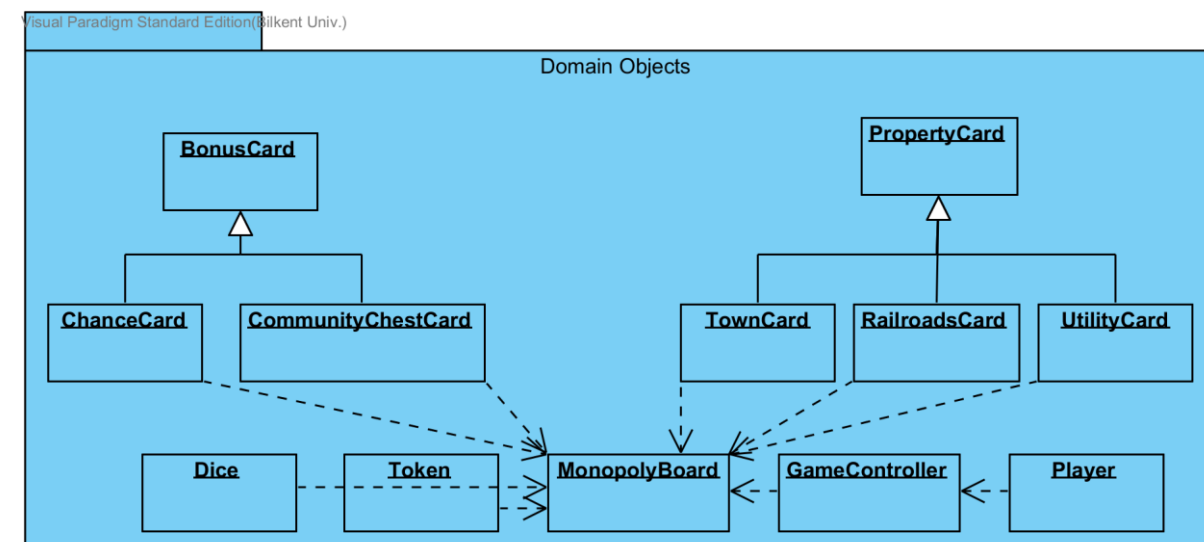 Visual Paradigm Standard Edition(Bilkent Univ.)
Domain Objects
BonusCard
PropertyCard
ChanceCard
CommunityChestCard
TownCard
RailroadsCard
UtilityCard
Dice
Token
MonopolyBoard
GameController
Player